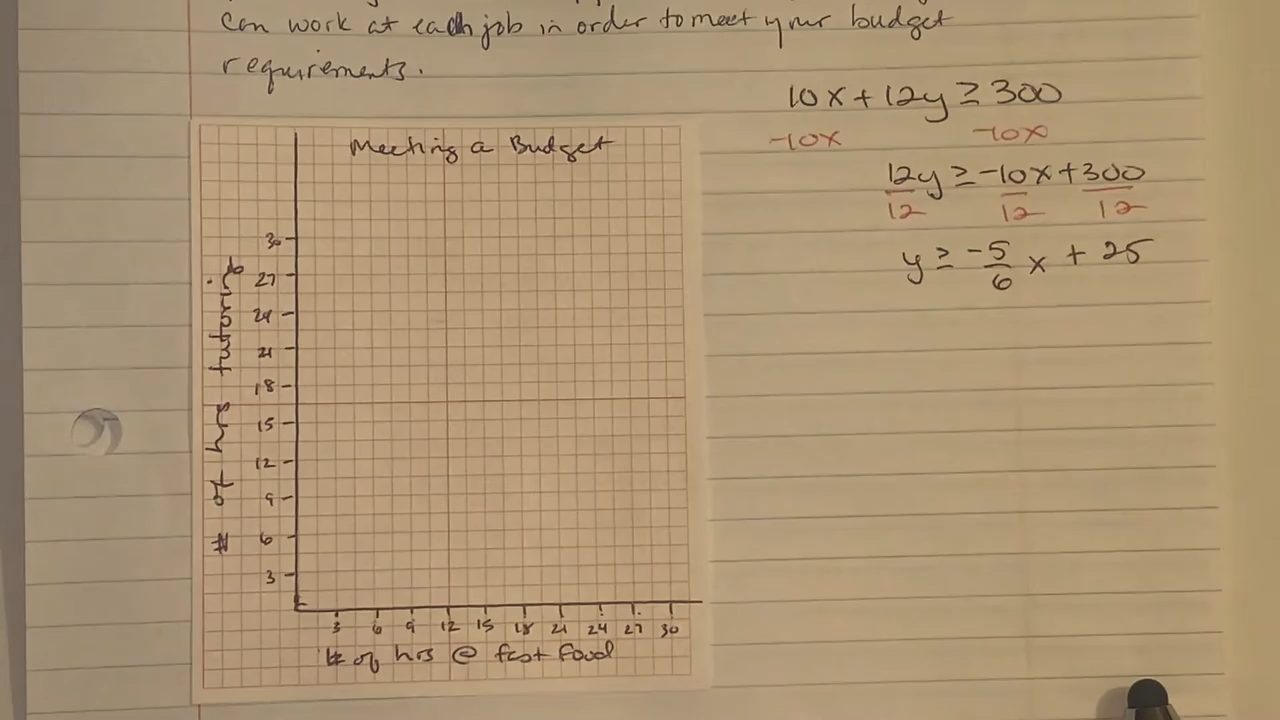 can work at each job in order to meet your budget
requirements.
10x + 12y ≥ 300
-10x -10x
12y ≥ -10x + 300
12 12 12
y ≥ -5/6 x + 25
Meeting a Budget
# of hrs tutoring
30
27
24
21
18
15
12
9
6
3
3 6 9 12 15 18 21 24 27 30
# of hrs @ fast food